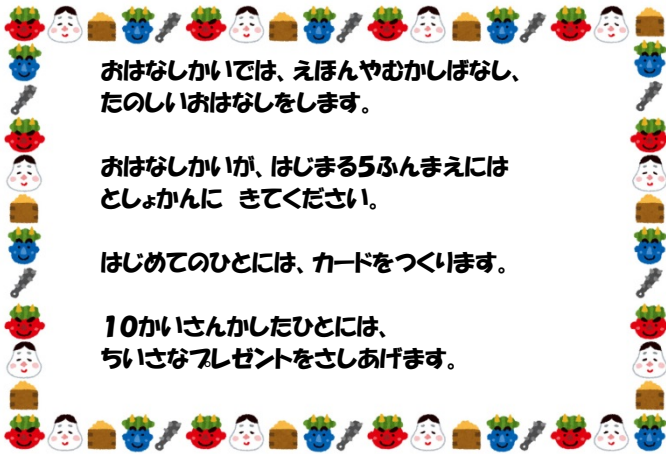 おはなしかいでは、えほんやむかしばなし、
たのしいおはなしをします。
おはなしかいが、はじまる5ふんまえには
としょかんに　きてください。
はじめてのひとには、カードをつくります。
10かいさんかしたひとには、
ちいさなプレゼントをさしあげます。